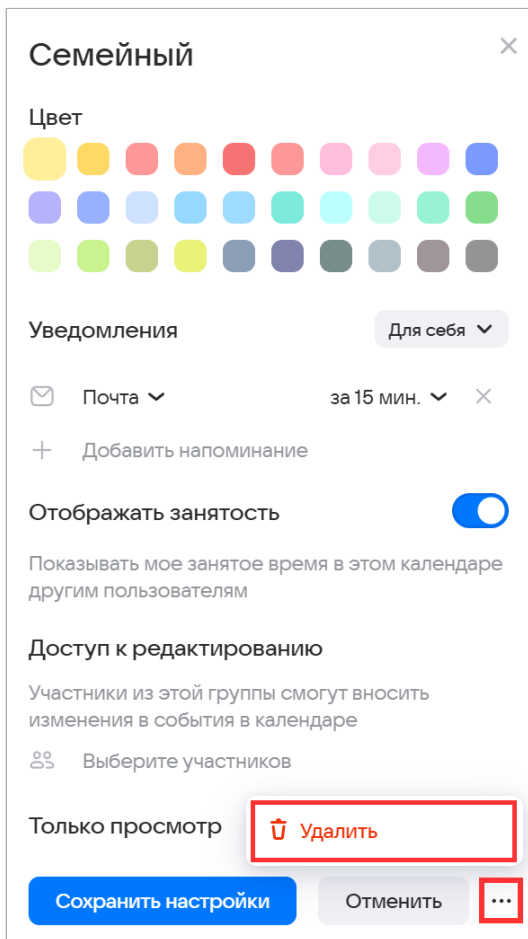 Семейный
Цвет
Уведомления
Для себя
Почта
за 15 мин.
Добавить напоминание
Отображать занятость
Показывать мое занятое время в этом календаре
другим пользователям
Доступ к редактированию
Участники из этой группы смогут вносить
изменения в события в календаре
Выберите участников
Только просмотр
Удалить
Сохранить настройки
Отменить